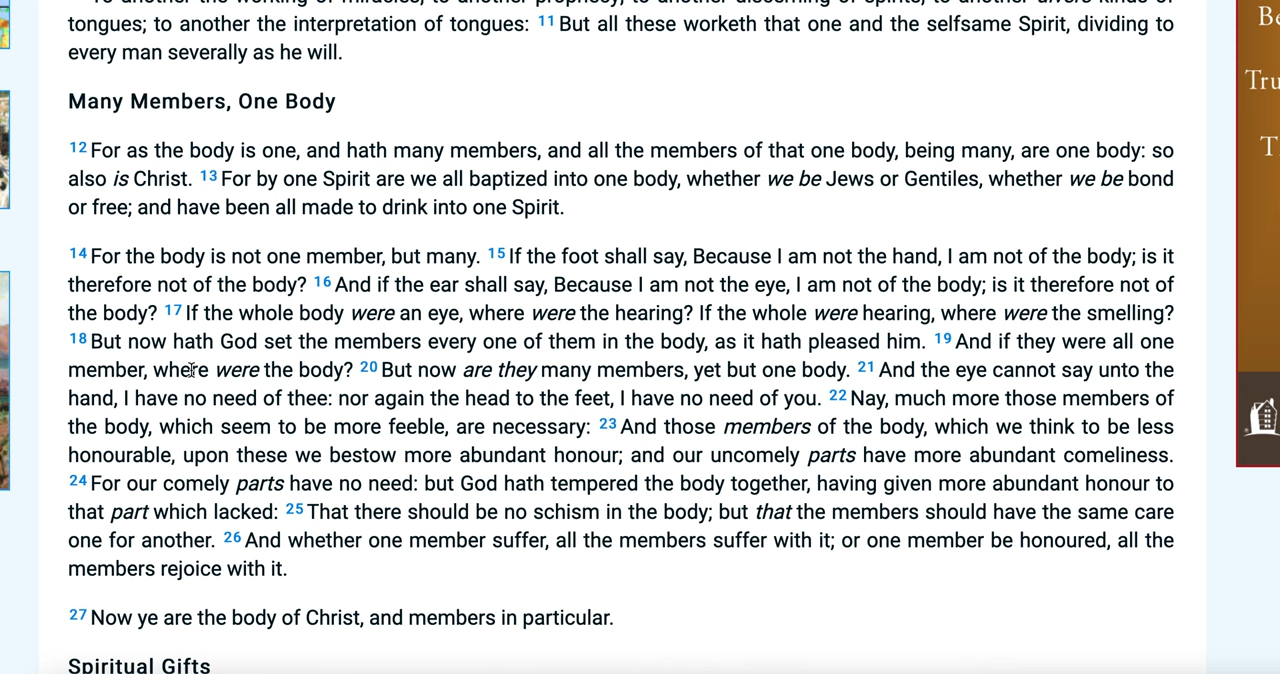 tongues; to another the interpretation of tongues: 11 But all these worketh that one and the selfsame Spirit, dividing to
every man severally as he will.
Many Members, One Body
12 For as the body is one, and hath many members, and all the members of that one body, being many, are one body: so
also is Christ. 13 For by one Spirit are we all baptized into one body, whether we be Jews or Gentiles, whether we be bond
or free; and have been all made to drink into one Spirit.
14 For the body is not one member, but many. 15 If the foot shall say, Because I am not the hand, I am not of the body; is it
therefore not of the body? 16 And if the ear shall say, Because I am not the eye, I am not of the body; is it therefore not of
the body? 17 If the whole body were an eye, where were the hearing? If the whole were hearing, where were the smelling?
18 But now hath God set the members every one of them in the body, as it hath pleased him. 19 And if they were all one
member, where were the body? 20 But now are they many members, yet but one body. 21 And the eye cannot say unto the
hand, I have no need of thee: nor again the head to the feet, I have no need of you. 22 Nay, much more those members of
the body, which seem to be more feeble, are necessary: 23 And those members of the body, which we think to be less
honourable, upon these we bestow more abundant honour; and our uncomely parts have more abundant comeliness.
24 For our comely parts have no need: but God hath tempered the body together, having given more abundant honour to
that part which lacked: 25 That there should be no schism in the body; but that the members should have the same care
one for another. 26 And whether one member suffer, all the members suffer with it; or one member be honoured, all the
members rejoice with it.
27 Now ye are the body of Christ, and members in particular.
Spiritual Gifts
Be
Tru
T